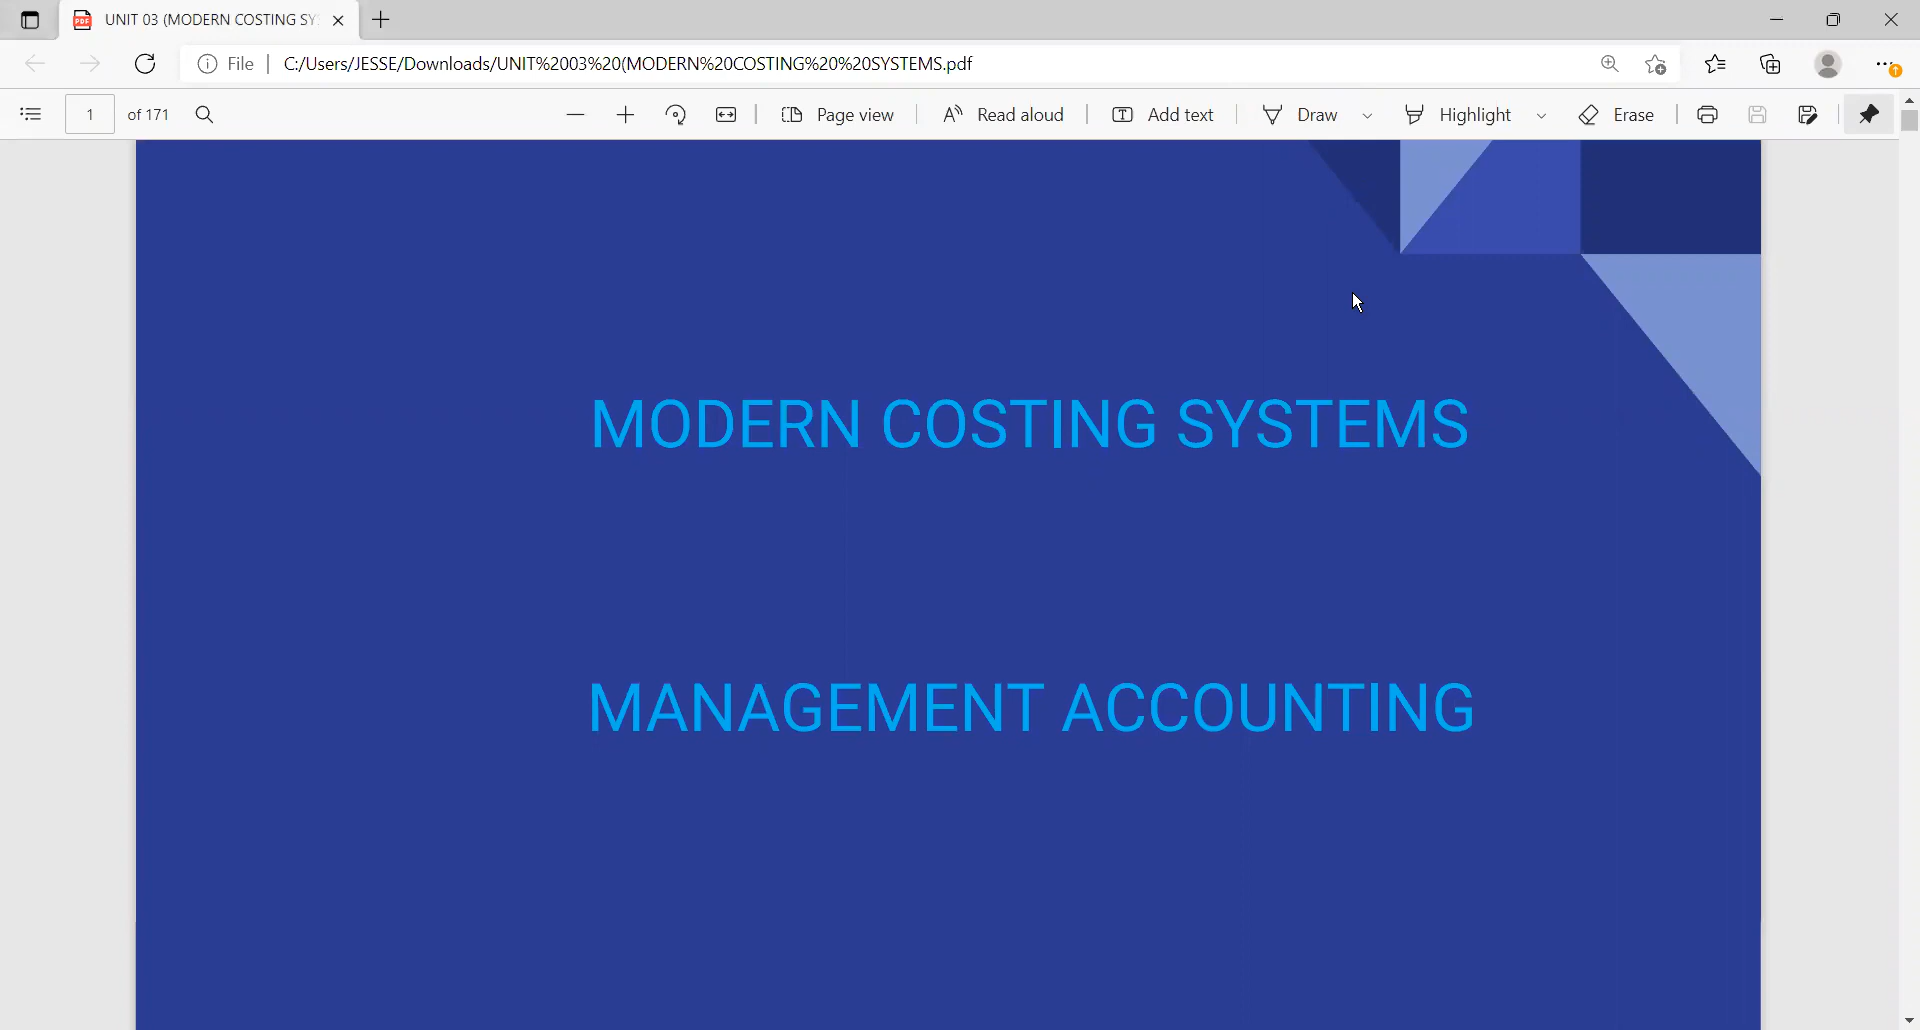 UNIT 03 (MODERN COSTING SY
File
C:/Users/JESSE/Downloads/UNIT%2003%20(MODERN%20COSTING%20%20SYSTEMS.pdf
1 of 171
Page view
Read aloud
Add text
Draw
Highlight
Erase
MODERN COSTING SYSTEMS
MANAGEMENT ACCOUNTING